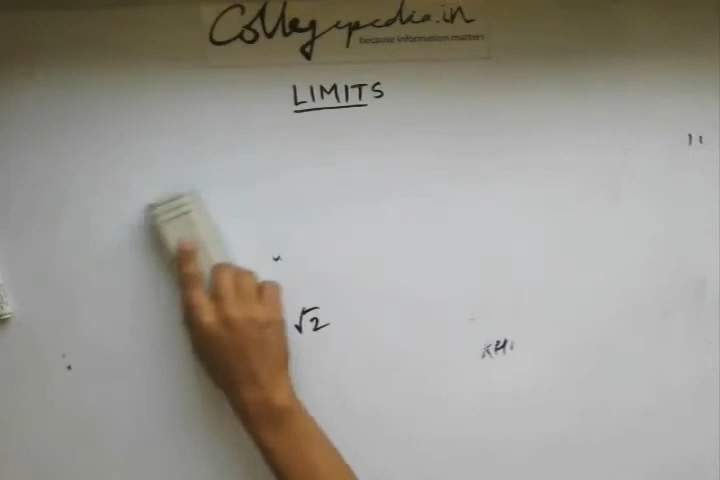 Collegepedia.in
because information matters
LIMITS
√2
RH